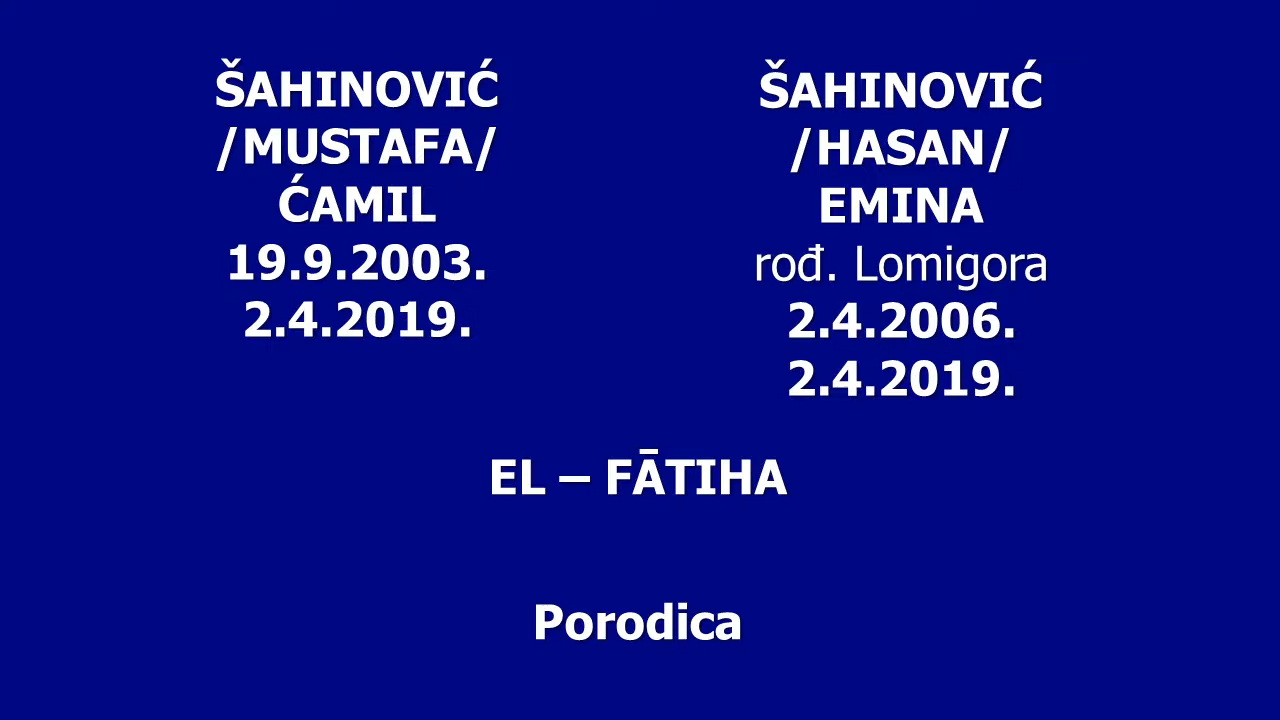 ŠAHINOVIĆ
/MUSTAFA/
ĆAMIL
19.9.2003.
2.4.2019.
ŠAHINOVIĆ
/HASAN/
EMINA
rođ. Lomigora
2.4.2006.
2.4.2019.
EL – FĀTIHA
Porodica